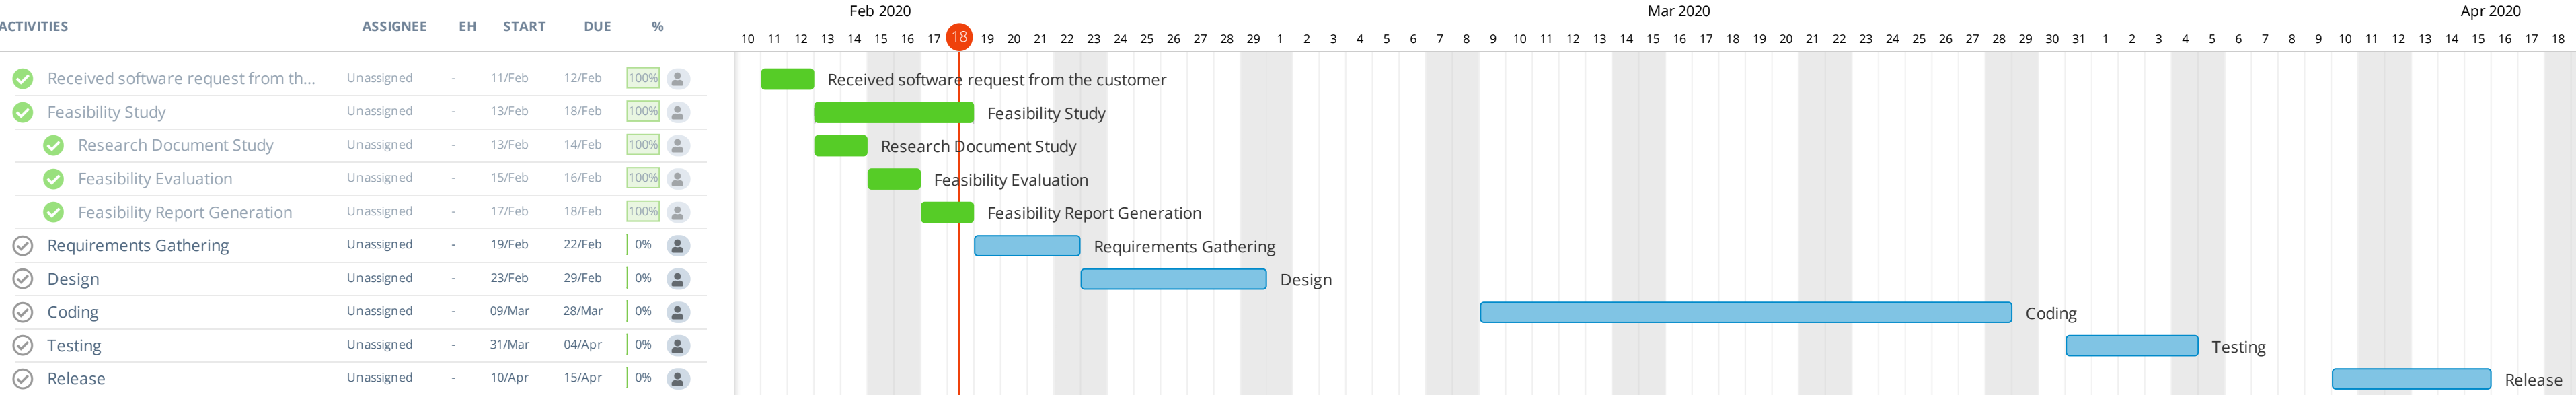 Feb 2020 Mar 2020 Apr 2020
ACTIVITIES ASSIGNEE EH START DUE %
10 11 12 13 14 15 16 17 18 19 20 21 22 23 24 25 26 27 28 29 1 2 3 4 5 6 7 8 9 10 11 12 13 14 15 16 17 18 19 20 21 22 23 24 25 26 27 28 29 30 31 1 2 3 4 5 6 7 8 9 10 11 12 13 14 15 16 17 18
Received software request from th... Unassigned - 11/Feb 12/Feb 100% Received software request from the customer
Feasibility Study Unassigned - 13/Feb 18/Feb 100% Feasibility Study
Research Document Study Unassigned - 13/Feb 14/Feb 100% Research Document Study
Feasibility Evaluation Unassigned - 15/Feb 16/Feb 100% Feasibility Evaluation
Feasibility Report Generation Unassigned - 17/Feb 18/Feb 100% Feasibility Report Generation
Requirements Gathering Unassigned - 19/Feb 22/Feb 0% Requirements Gathering
Design Unassigned - 23/Feb 29/Feb 0% Design
Coding Unassigned - 09/Mar 28/Mar 0% Coding
Testing Unassigned - 31/Mar 04/Apr 0% Testing
Release Unassigned - 10/Apr 15/Apr 0% Release